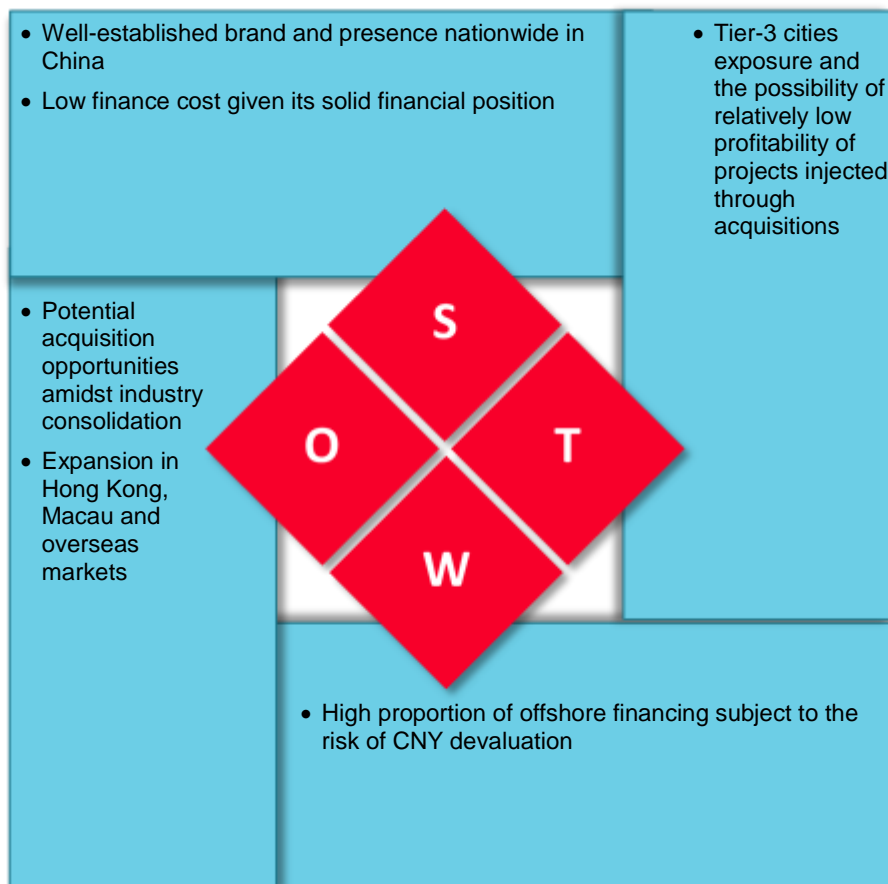 • Well-established brand and presence nationwide in
China
• Low finance cost given its solid financial position
• Tier-3 cities
exposure and
the possibility of
relatively low
profitability of
projects injected
through
acquisitions
• Potential
acquisition
opportunities
amidst industry
consolidation
• Expansion in
Hong Kong,
Macau and
overseas
markets
S
O
T
W
• High proportion of offshore financing subject to the
risk of CNY devaluation